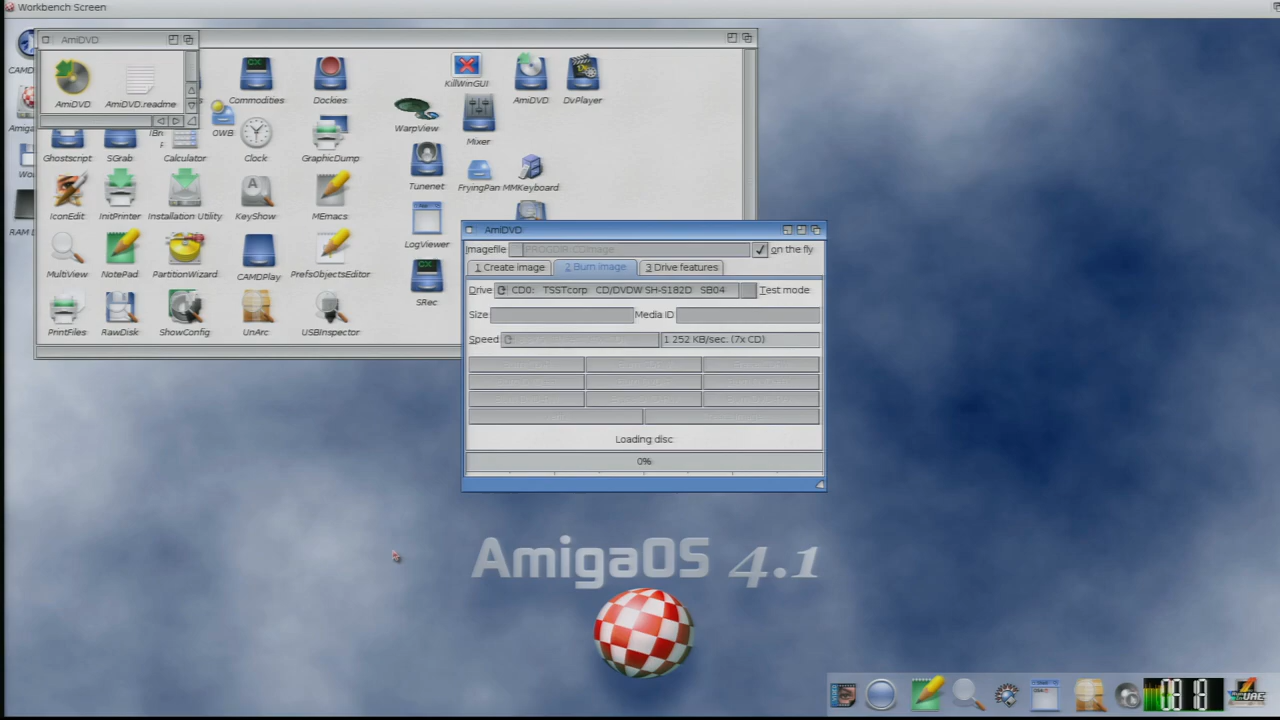 Workbench Screen
AmiDVD
AmiDVD
AmiDVD.readme
Commodities
Dockies
KillWinGUI
AmiDVD
DvPlayer
OWB
WarpView
Mixer
Ghostscript
SGrab
Calculator
Clock
GraphicDump
Tunenet
FryingPan
MMKeyboard
IconEdit
InitPrinter
Installation Utility
KeyShow
MEmacs
LogViewer
MultiView
NotePad
PartitionWizard
CAMDPlay
PrefsObjectsEditor
SRec
PrintFiles
RawDisk
ShowConfig
UnArc
USBInspector
AmiDVD
Imagefile PROGDIR:CDImage on the fly
1 Create image 2 Burn image 3 Drive features
Drive CD0: TSSTcorp CD/DVDW SH-S182D SB04 Test mode
Size: Media ID
Speed: 1 252 KB/sec. (7x CD)
Loading disc
0%
AmigaOS 4.1